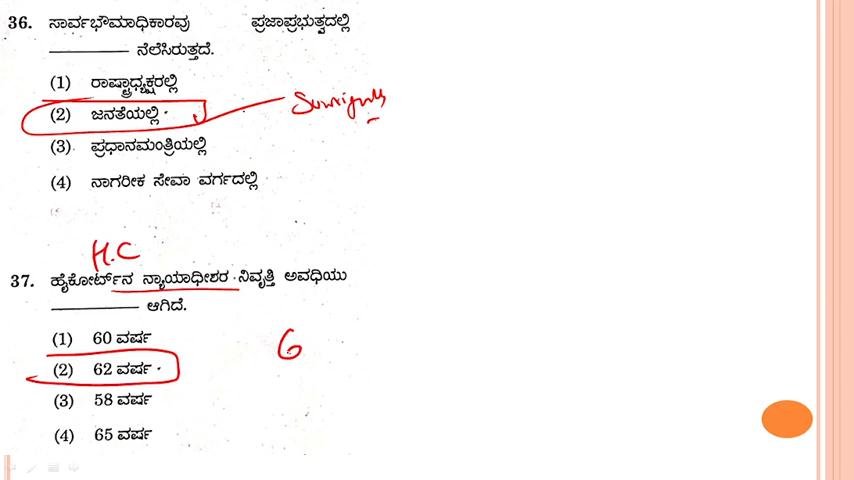 36. ಸಾರ್ವಭೌಮಾಧಿಕಾರವು ಪ್ರಜಾಪ್ರಭುತ್ವದಲ್ಲಿ
________ ನೆಲೆಸಿರುತ್ತದೆ.
(1) ರಾಷ್ಟ್ರಾಧ್ಯಕ್ಷರಲ್ಲಿ
(2) ಜನತೆಯಲ್ಲಿ
(3) ಪ್ರಧಾನಮಂತ್ರಿಯಲ್ಲಿ
(4) ನಾಗರೀಕ ಸೇವಾ ವರ್ಗದಲ್ಲಿ
H.C
37. ಹೈಕೋರ್ಟ್‌ನ ನ್ಯಾಯಾಧೀಶರ ನಿವೃತ್ತಿ ಅವಧಿಯು
________ ಆಗಿದೆ.
(1) 60 ವರ್ಷ
6
(2) 62 ವರ್ಷ
(3) 58 ವರ್ಷ
(4) 65 ವರ್ಷ